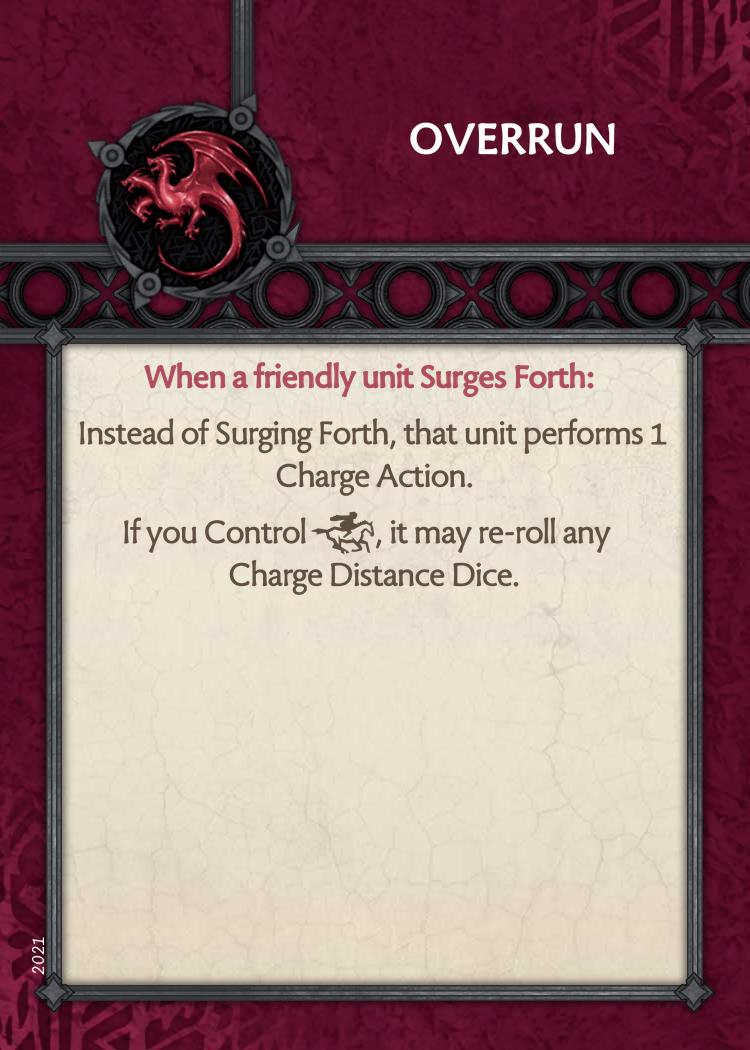 OVERRUN
When a friendly unit Surges Forth:
Instead of Surging Forth, that unit performs 1
Charge Action.
If you Control , it may re-roll any
Charge Distance Dice.
2021